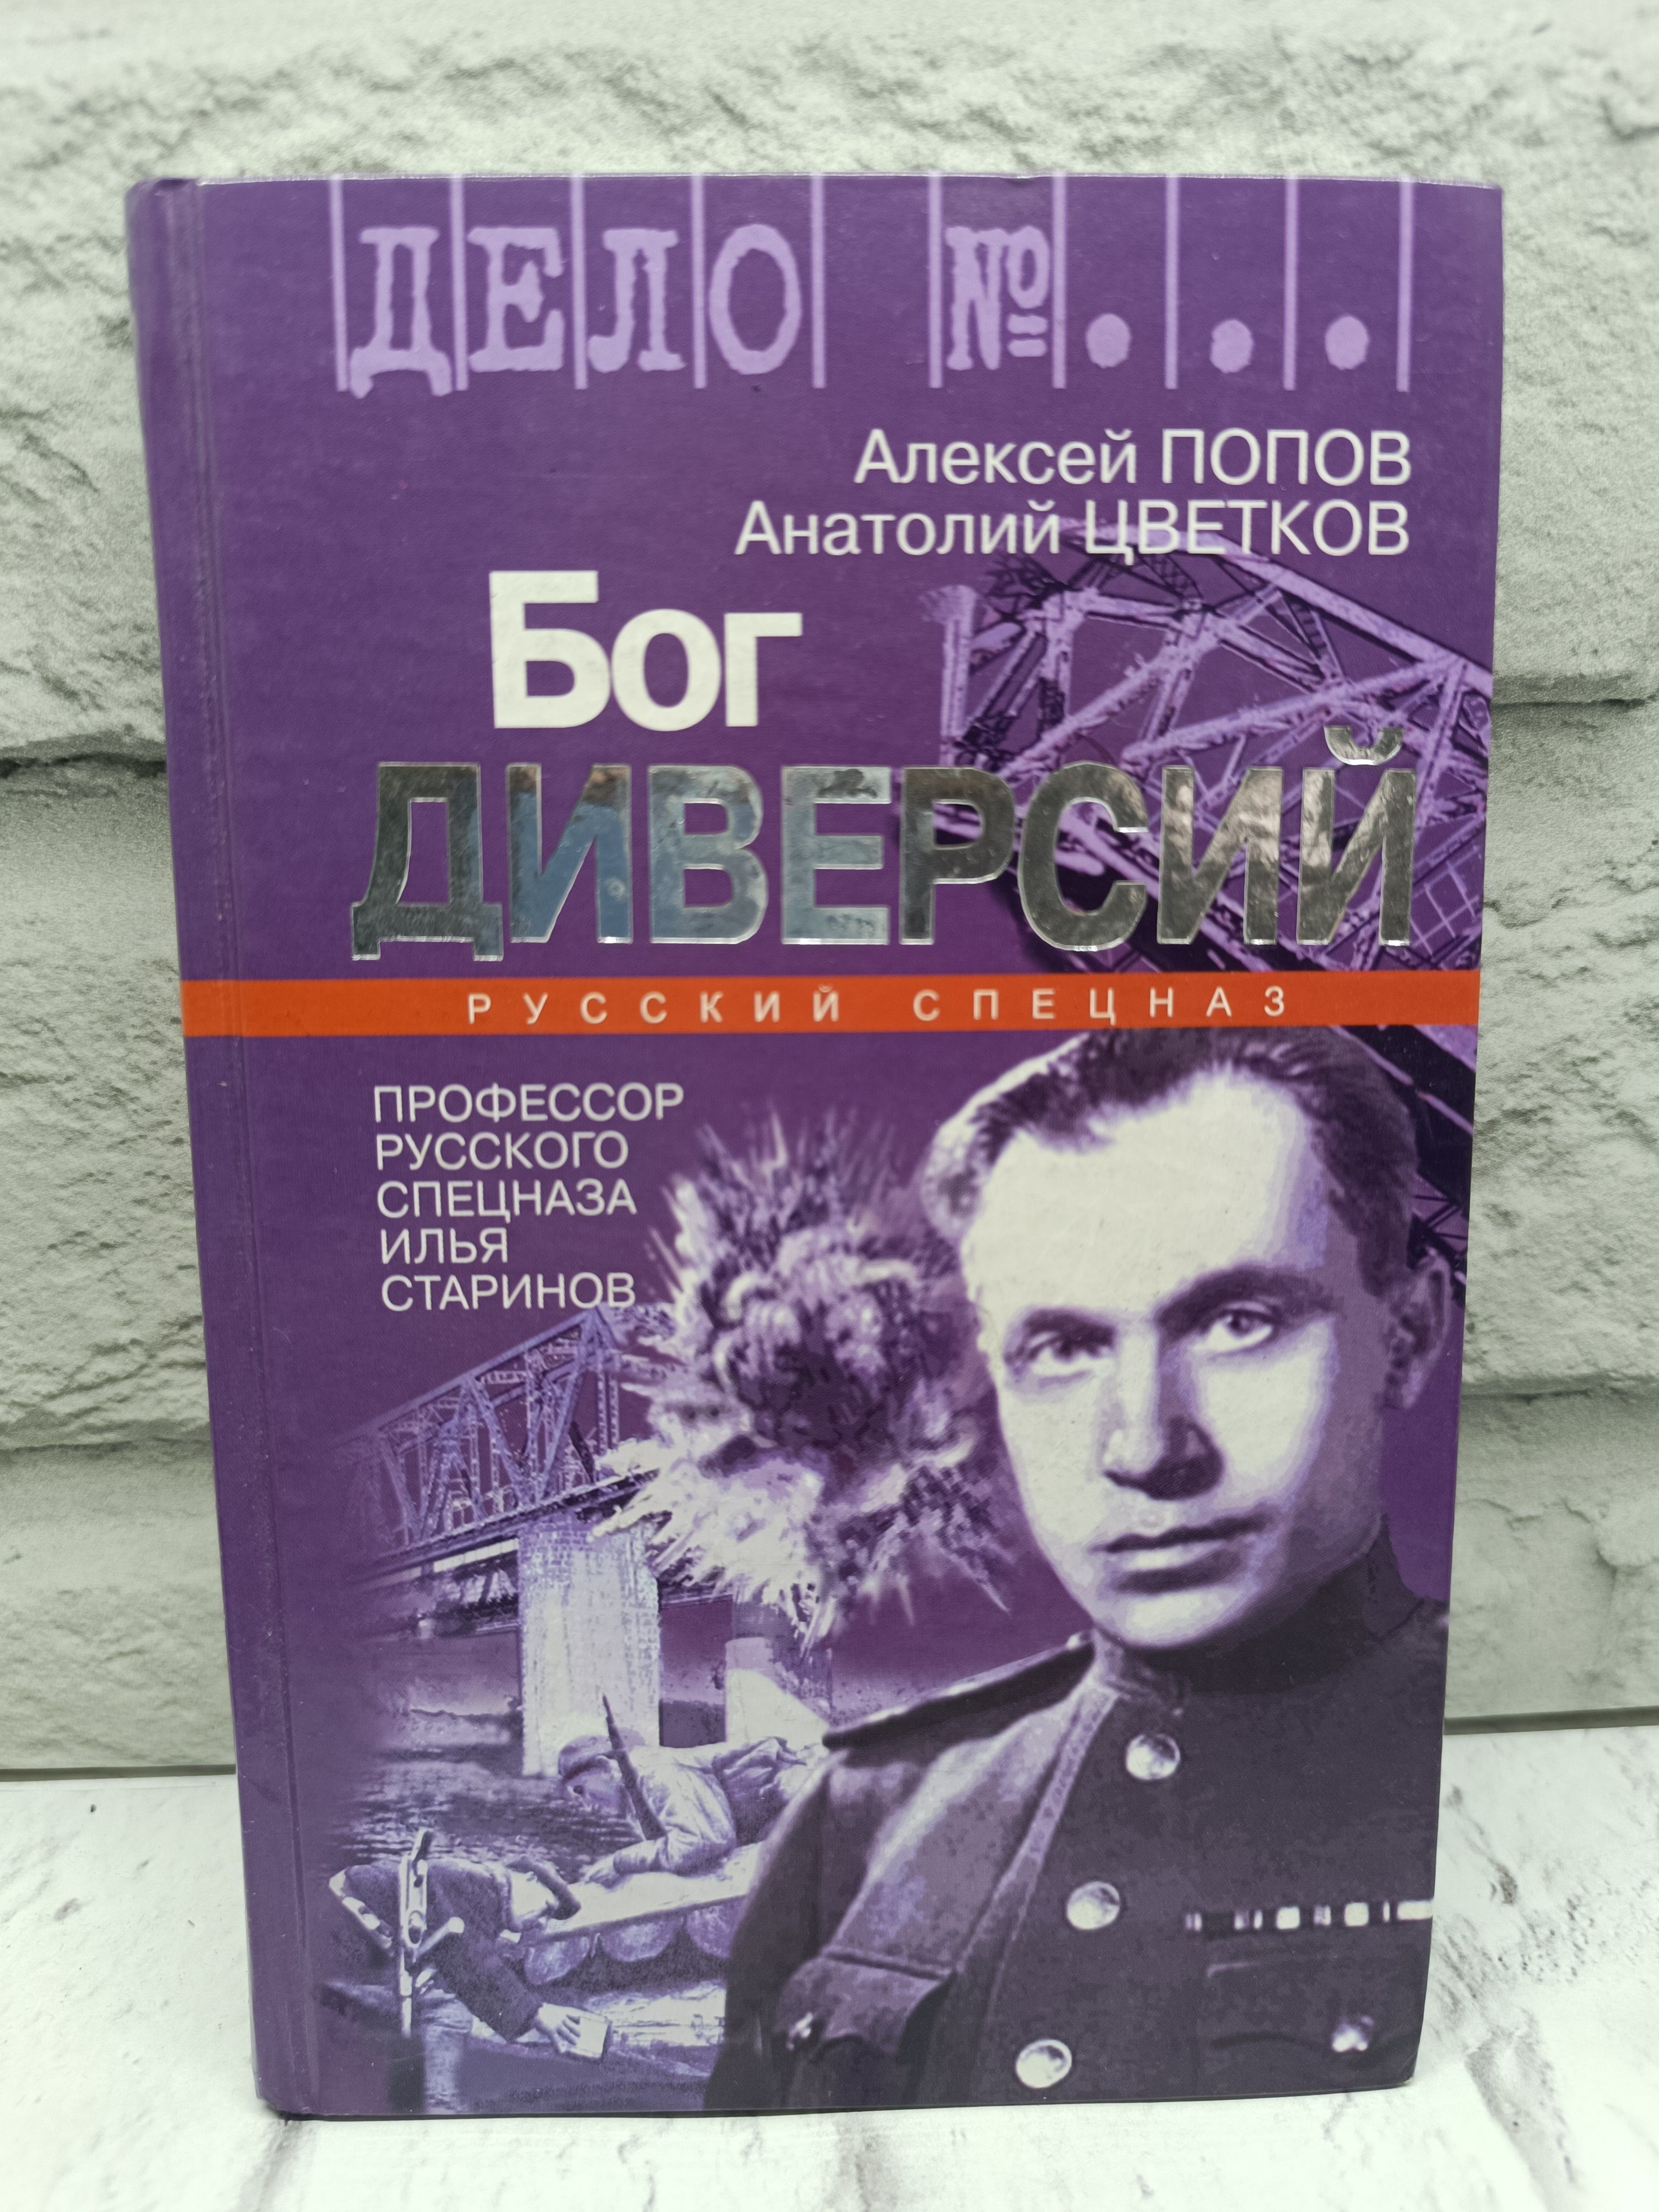 ДЕЛО №...
Алексей ПОПОВ
Анатолий ЦВЕТКОВ
Бог
ДИВЕРСИЙ
РУССКИЙ СПЕЦНАЗ
ПРОФЕССОР
РУССКОГО
СПЕЦНАЗА
ИЛЬЯ
СТАРИНОВ